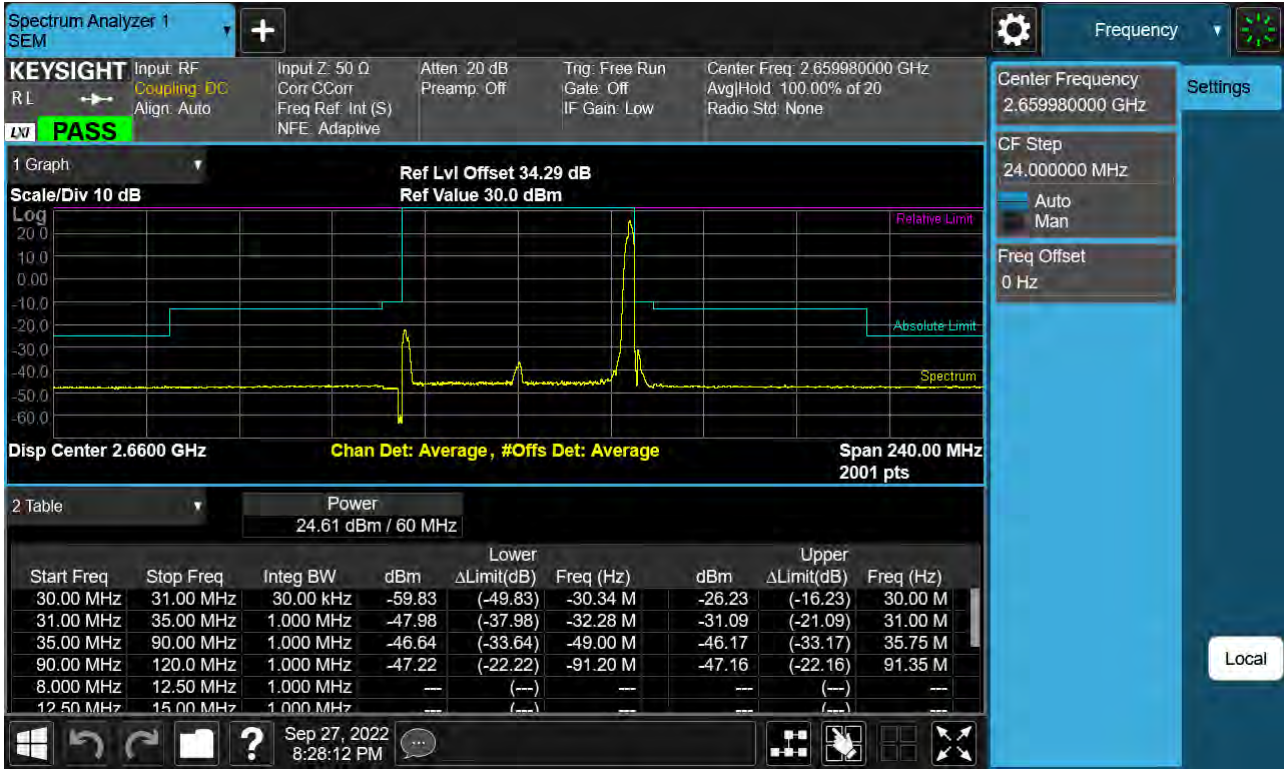 Spectrum Analyzer 1
SEM
+
Frequency
KEYSIGHT
RL
LXI PASS
Input: RF
Coupling: DC
Align: Auto
Input Z: 50 Ω
Corr CCorr
Freq Ref: Int (S)
NFE: Adaptive
Atten: 20 dB
Preamp: Off
Trig: Free Run
Gate: Off
IF Gain: Low
Center Freq: 2.659980000 GHz
Avg|Hold: 100.00% of 20
Radio Std: None
Center Frequency
2.659980000 GHz
Settings
CF Step
24.000000 MHz
Auto
Man
Freq Offset
0 Hz
1 Graph
Scale/Div 10 dB
Ref Lvl Offset 34.29 dB
Ref Value 30.0 dBm
Log
20.0
10.0
0.00
-10.0
-20.0
-30.0
-40.0
-50.0
-60.0
Relative Limit
Absolute Limit
Spectrum
Disp Center 2.6600 GHz
Chan Det: Average, #Offs Det: Average
Span 240.00 MHz
2001 pts
2 Table
Power
24.61 dBm / 60 MHz
Lower Upper
Start Freq Stop Freq Integ BW dBm ΔLimit(dB) Freq (Hz) dBm ΔLimit(dB) Freq (Hz)
30.00 MHz 31.00 MHz 30.00 kHz -59.83 (-49.83) -30.34 M -26.23 (-16.23) 30.00 M
31.00 MHz 35.00 MHz 1.000 MHz -47.98 (-37.98) -32.28 M -31.09 (-21.09) 31.00 M
35.00 MHz 90.00 MHz 1.000 MHz -46.64 (-33.64) -49.00 M -46.17 (-33.17) 35.75 M
90.00 MHz 120.0 MHz 1.000 MHz -47.22 (-22.22) -91.20 M -47.16 (-22.16) 91.35 M
8.000 MHz 12.50 MHz 1.000 MHz --- (---) --- --- (---) ---
12.50 MHz 15.00 MHz 1.000 MHz --- (---) --- --- (---) ---
Local
?
Sep 27, 2022
8:28:12 PM